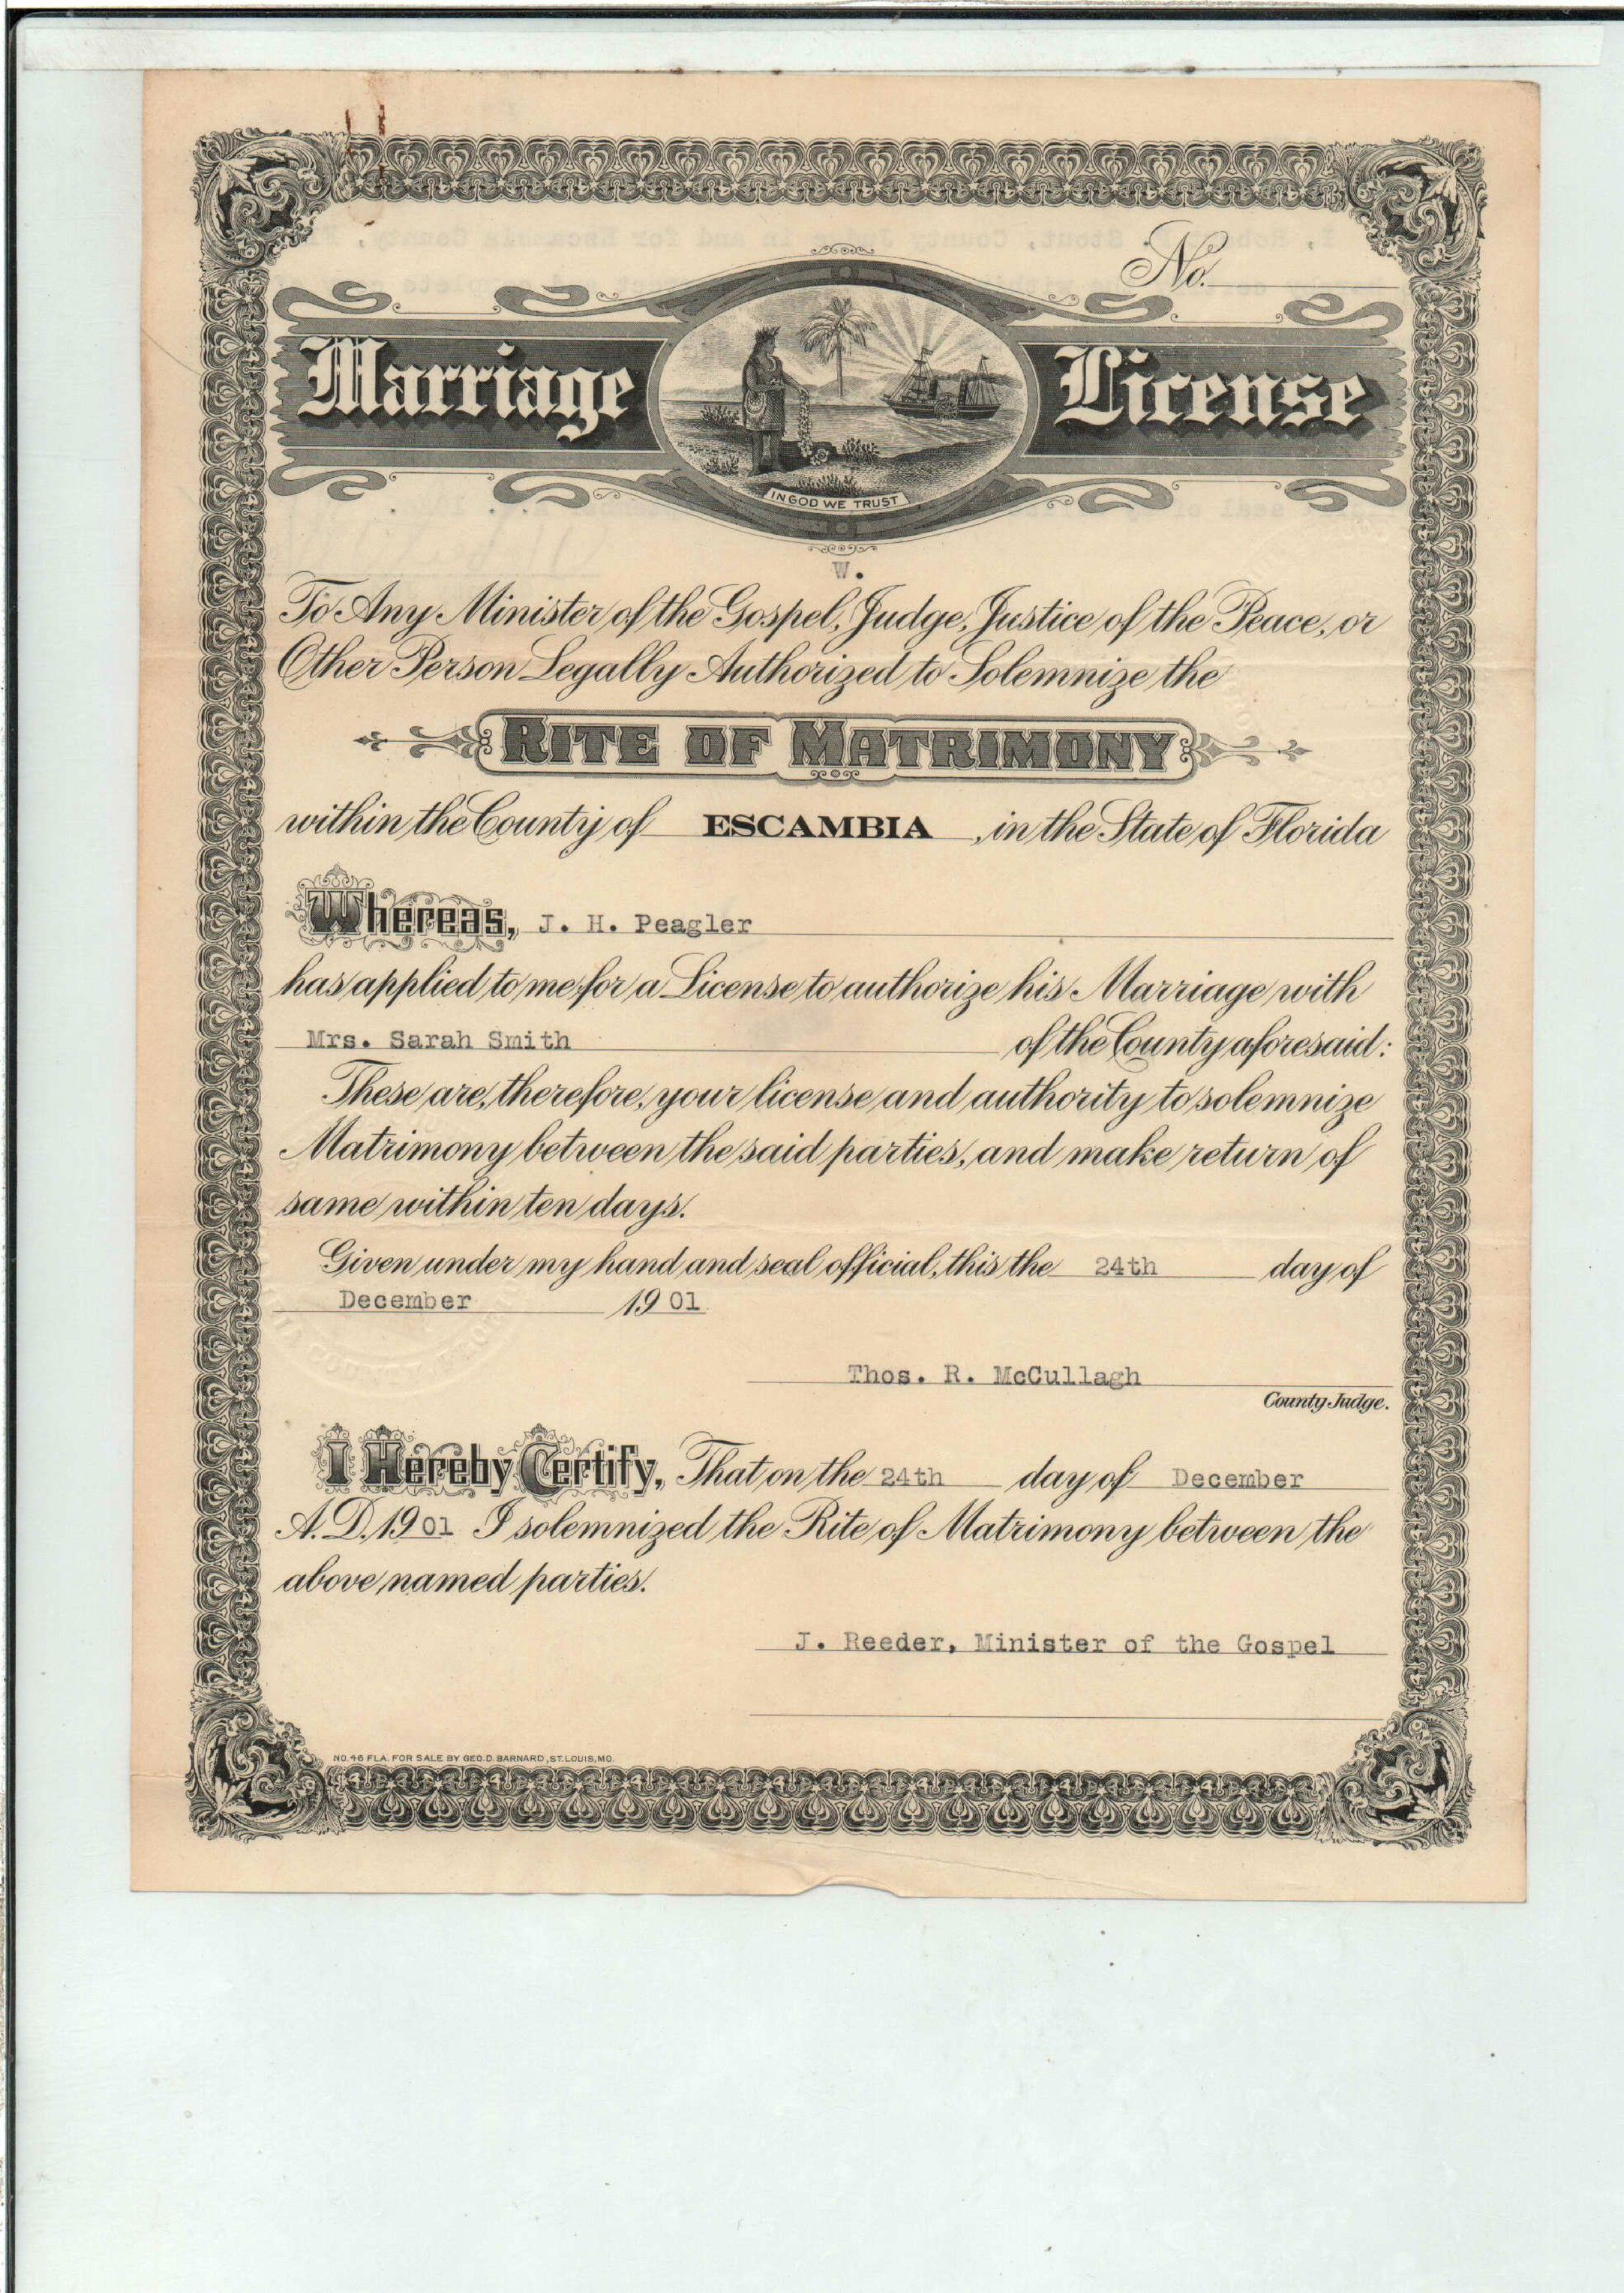 No.
Marriage License
IN GOD WE TRUST
W.
To Any Minister of the Gospel, Judge, Justice of the Peace, or
Other Person Legally Authorized to Solemnize the
RITE OF MATRIMONY
within the County of ESCAMBIA, in the State of Florida
Whereas, J. H. Peagler
has applied to me for a License to authorize his Marriage with
Mrs. Sarah Smith of the County aforesaid:
These are, therefore, your license and authority to solemnize
Matrimony between the said parties, and make return of
same within ten days.
Given under my hand and seal official, this the 24th day of
December 1901
Thos. R. McCullagh
County Judge.
I Hereby Certify, That on the 24th day of December
A.D. 1901 I solemnized the Rite of Matrimony between the
above named parties.
J. Reeder, Minister of the Gospel
NO. 46 FLA. FOR SALE BY GEO. D. BARNARD, ST. LOUIS, MO.